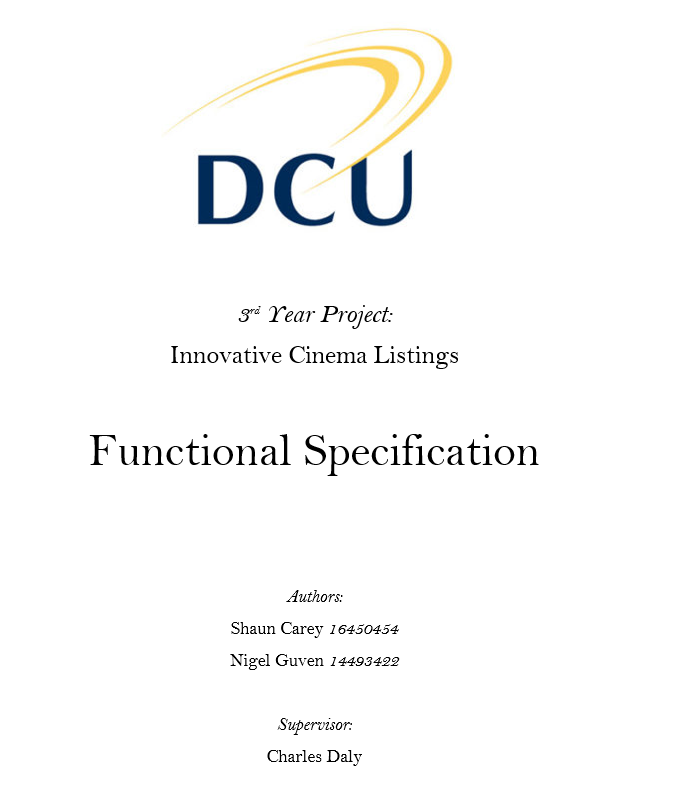 DCU
3rd Year Project:
Innovative Cinema Listings
Functional Specification
Authors:
Shaun Carey 16450454
Nigel Guven 14493422
Supervisor:
Charles Daly